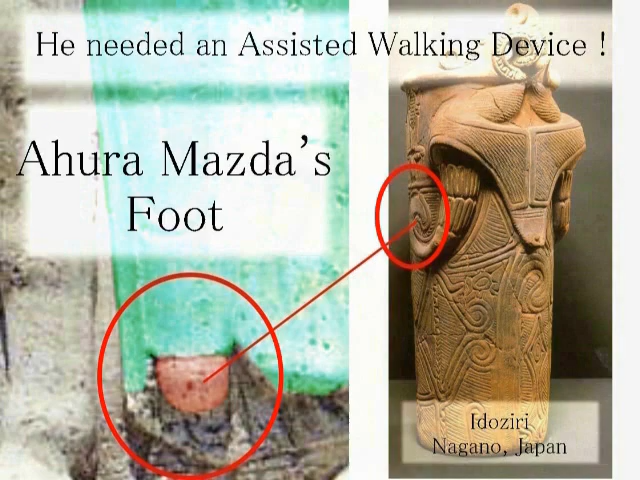 He needed an Assisted Walking Device !
Ahura Mazda's
Foot
Idoziri
Nagano, Japan